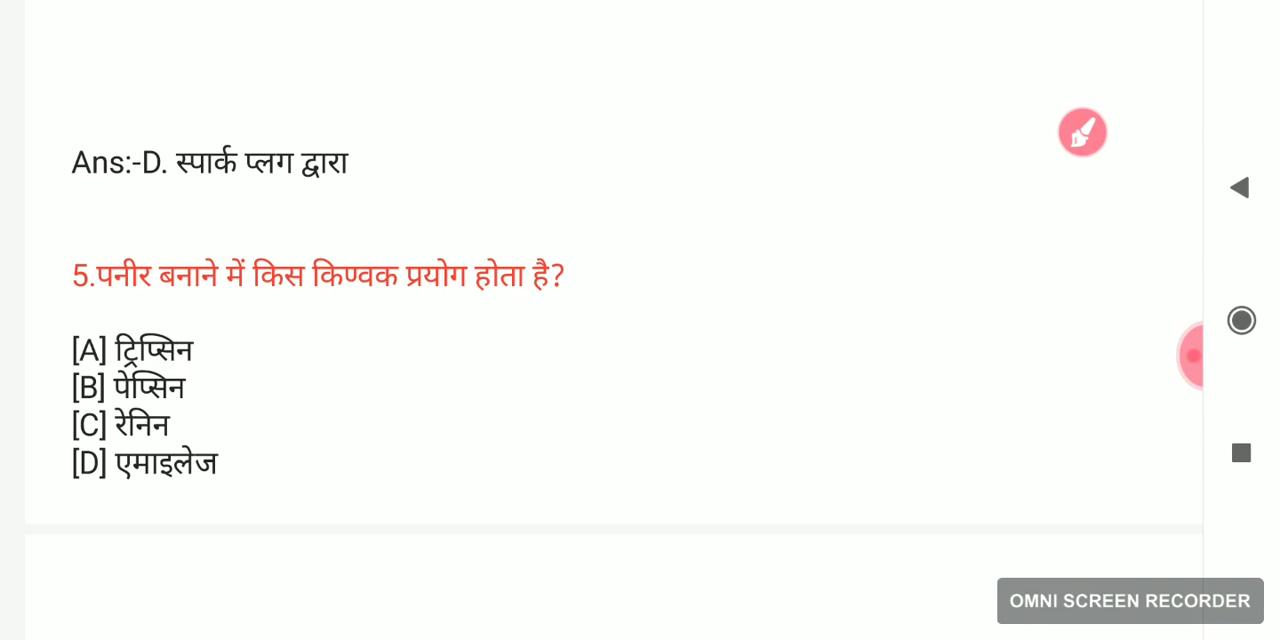 Ans:-D. स्पार्क प्लग द्वारा
5.पनीर बनाने में किस किण्वक प्रयोग होता है?
[A] ट्रिप्सिन
[B] पेप्सिन
[C] रेनिन
[D] एमाइलेज
OMNI SCREEN RECORDER